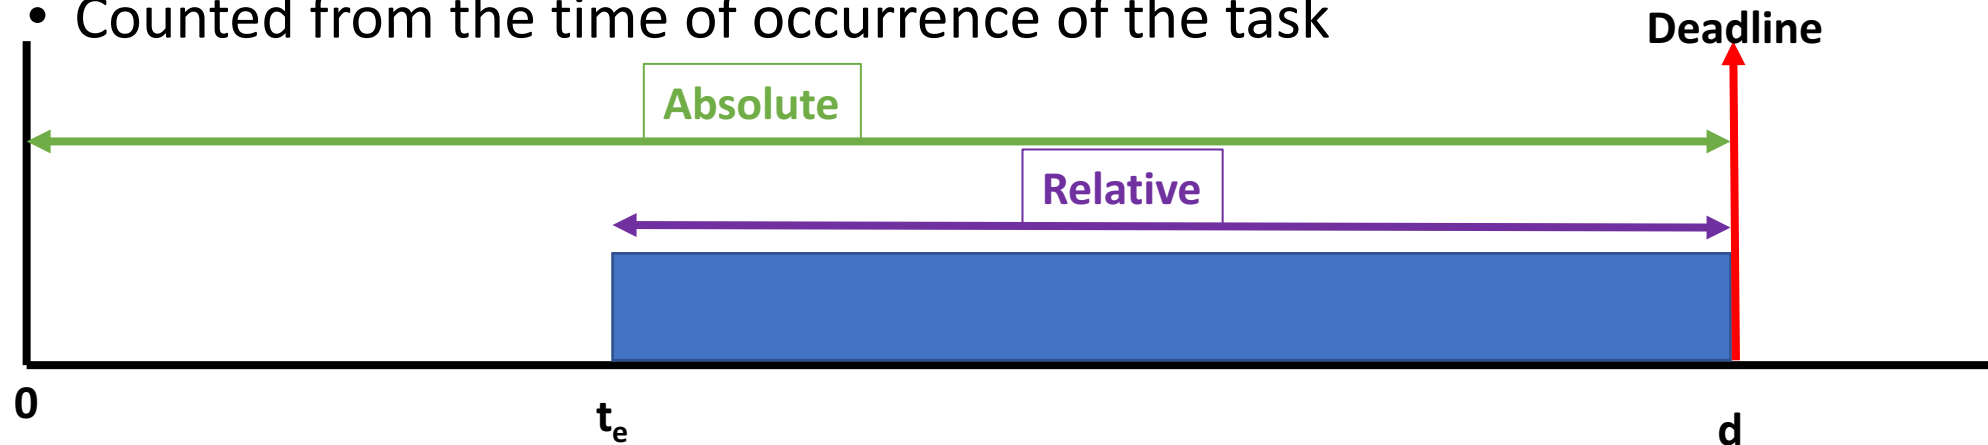 • Counted from the time of occurrence of the task
Deadline
Absolute
Relative
0
te
d